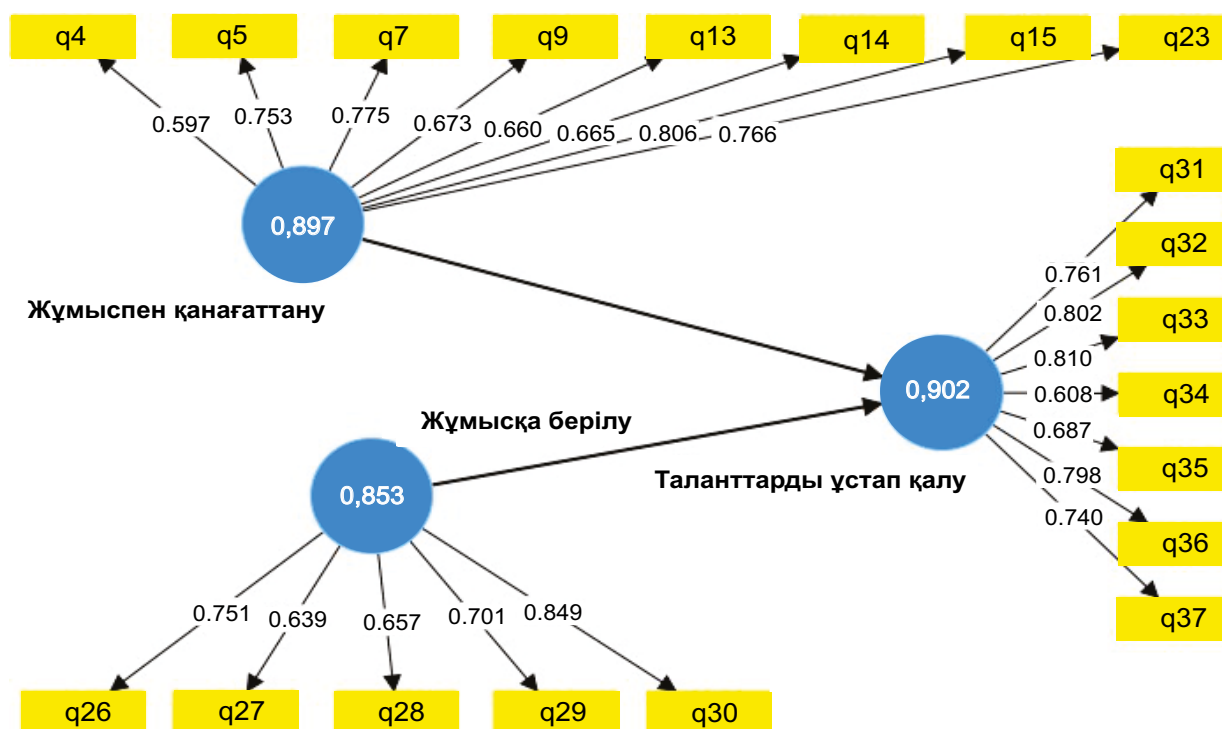 q4 q5 q7 q9 q13 q14 q15 q23
0.597 0.753 0.775 0.673 0.660 0.665 0.806 0.766
0,897
Жұмыспен қанағаттану
q31
q32
q33
q34
q35
q36
q37
0.761
0.802
0.810
0.608
0.687
0.798
0.740
0,902
Таланттарды ұстап қалу
Жұмысқа берілу
0,853
0.751 0.639 0.657 0.701 0.849
q26 q27 q28 q29 q30